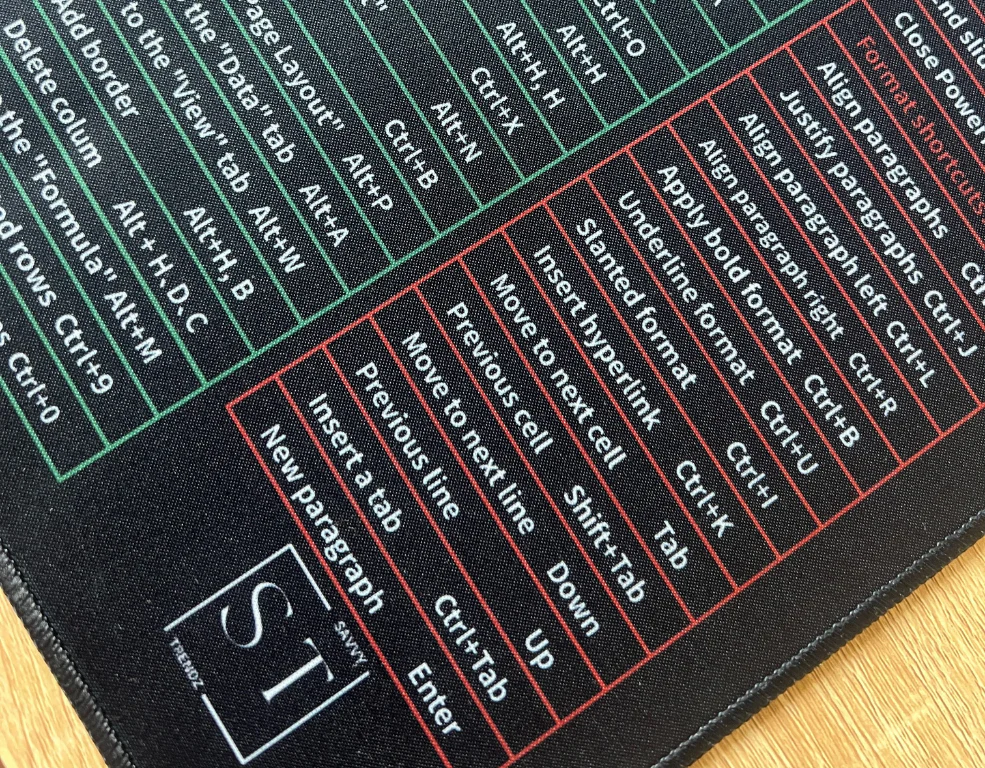 Ctrl+O
Alt+H
Alt+H, H
Ctrl+X
Alt+N
Ctrl+B
age Layout" Alt+P
the "Data" tab Alt+A
to the "View" tab Alt+W
Add border Alt+H, B
Delete colum Alt + H、D、C
the "Formula" Alt+M
rows Ctrl+9
Ctrl+0
Close Power
Format shortcuts
Align paragraphs
Justify paragraphs Ctrl+J
Align paragraph left Ctrl+L
Align paragraph right Ctrl+R
Apply bold format Ctrl+B
Underline format Ctrl+U
Slanted format Ctrl+I
Insert hyperlink Ctrl+K
Move to next cell Tab
Previous cell Shift+Tab
Move to next line Down
Previous line Up
Insert a tab Ctrl+Tab
New paragraph Enter
SAVVY
ST
TRENDZ